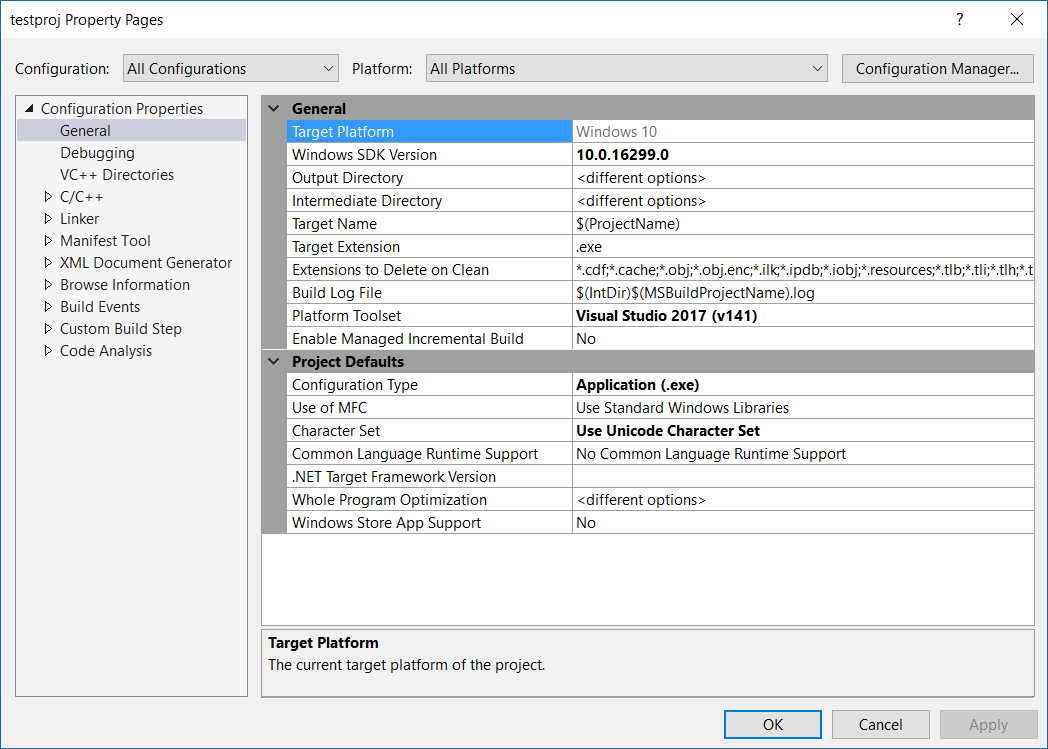 testproj Property Pages
?
Configuration: All Configurations Platform: All Platforms Configuration Manager...
Configuration Properties
General
Debugging
VC++ Directories
C/C++
Linker
Manifest Tool
XML Document Generator
Browse Information
Build Events
Custom Build Step
Code Analysis
General
Target Platform Windows 10
Windows SDK Version 10.0.16299.0
Output Directory <different options>
Intermediate Directory <different options>
Target Name $(ProjectName)
Target Extension .exe
Extensions to Delete on Clean *.cdf;*.cache;*.obj;*.obj.enc;*.ilk;*.ipdb;*.iobj;*.resources;*.tlb;*.tli;*.tlh;*.t
Build Log File $(IntDir)$(MSBuildProjectName).log
Platform Toolset Visual Studio 2017 (v141)
Enable Managed Incremental Build No
Project Defaults
Configuration Type Application (.exe)
Use of MFC Use Standard Windows Libraries
Character Set Use Unicode Character Set
Common Language Runtime Support No Common Language Runtime Support
.NET Target Framework Version
Whole Program Optimization <different options>
Windows Store App Support No
Target Platform
The current target platform of the project.
OK Cancel Apply